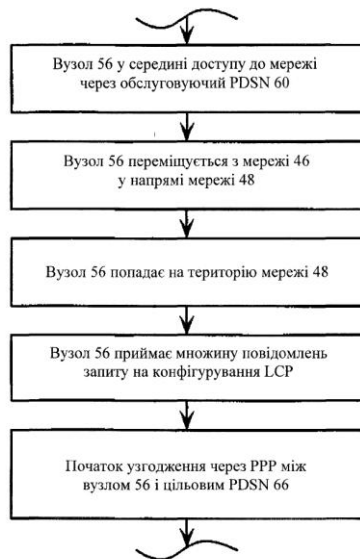 Вузол 56 у середині доступу до мережі
через обслуговуючий PDSN 60
Вузол 56 переміщується з мережі 46
у напрямі мережі 48
Вузол 56 попадає на територію мережі 48
Вузол 56 приймає множину повідомлень
запиту на конфігурування LCP
Початок узгодження через PPP між
вузлом 56 і цільовим PDSN 66